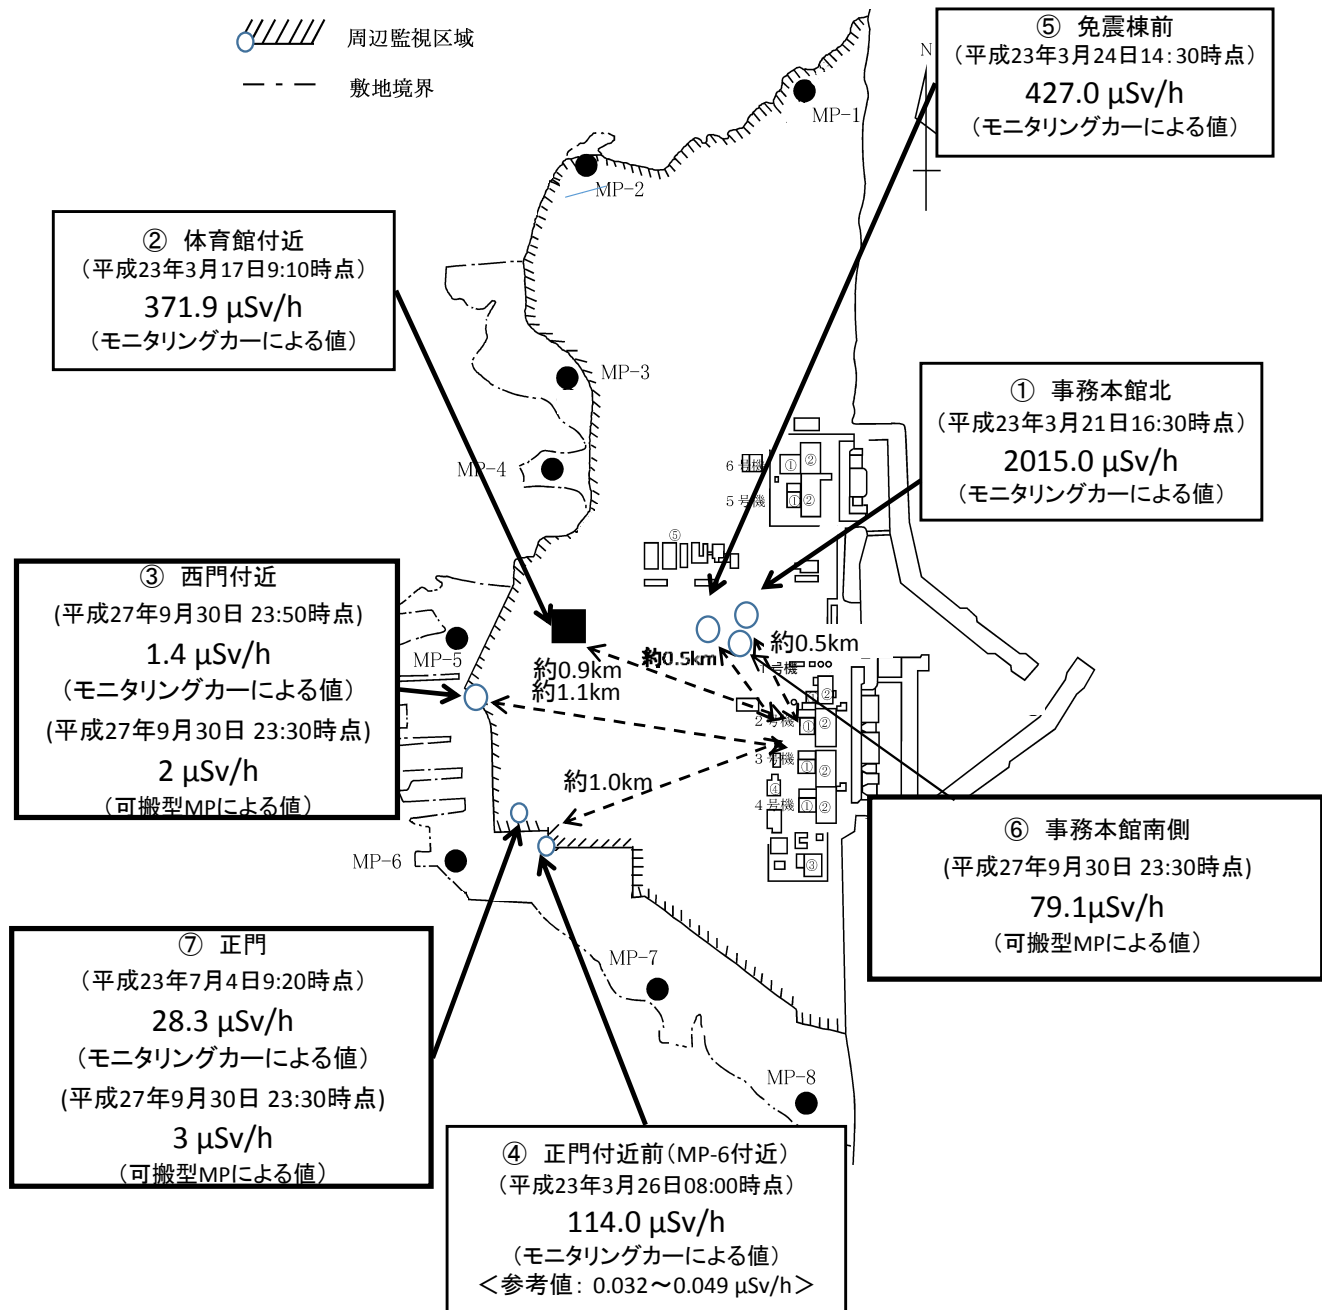 周辺監視区域
敷地境界
⑤ 免震棟前
（平成23年3月24日14：30時点）
427.0 μSv/h
（モニタリングカーによる値）
N
MP-1
MP-2
② 体育館付近
（平成23年3月17日9:10時点）
371.9 μSv/h
（モニタリングカーによる値）
MP-3
① 事務本館北
（平成23年3月21日16:30時点）
2015.0 μSv/h
（モニタリングカーによる値）
MP-4
6号機
①
②
5号機
①
②
⑤
③ 西門付近
(平成27年9月30日 23:50時点)
1.4 μSv/h
（モニタリングカーによる値）
(平成27年9月30日 23:30時点)
2 μSv/h
（可搬型MPによる値）
MP-5
約0.9km
約1.1km
約0.5km
約0.5km
1号機
②
2号機
①
②
3号機
①
②
④
4号機
①
②
③
約1.0km
MP-6
⑥ 事務本館南側
(平成27年9月30日 23:30時点)
79.1μSv/h
（可搬型MPによる値）
⑦ 正門
（平成23年7月4日9:20時点）
28.3 μSv/h
（モニタリングカーによる値）
(平成27年9月30日 23:30時点)
3 μSv/h
（可搬型MPによる値）
MP-7
MP-8
④ 正門付近前（MP-6付近）
（平成23年3月26日08:00時点）
114.0 μSv/h
（モニタリングカーによる値）
＜参考値：0.032～0.049 μSv/h＞